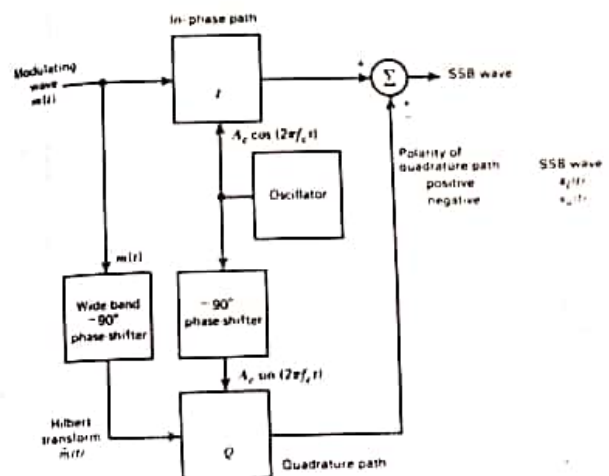 In-phase path
Modulating
wave
m(t)
I
+
Σ
SSB wave
+
−
A_c cos (2πf_c t)
Polarity of
quadrature path
SSB wave
positive
negative
Oscillator
m(t)
Wide band
−90°
phase-shifter
−90°
phase-shifter
A_c sin (2πf_c t)
Hilbert
transform
m̂(t)
Q
Quadrature path